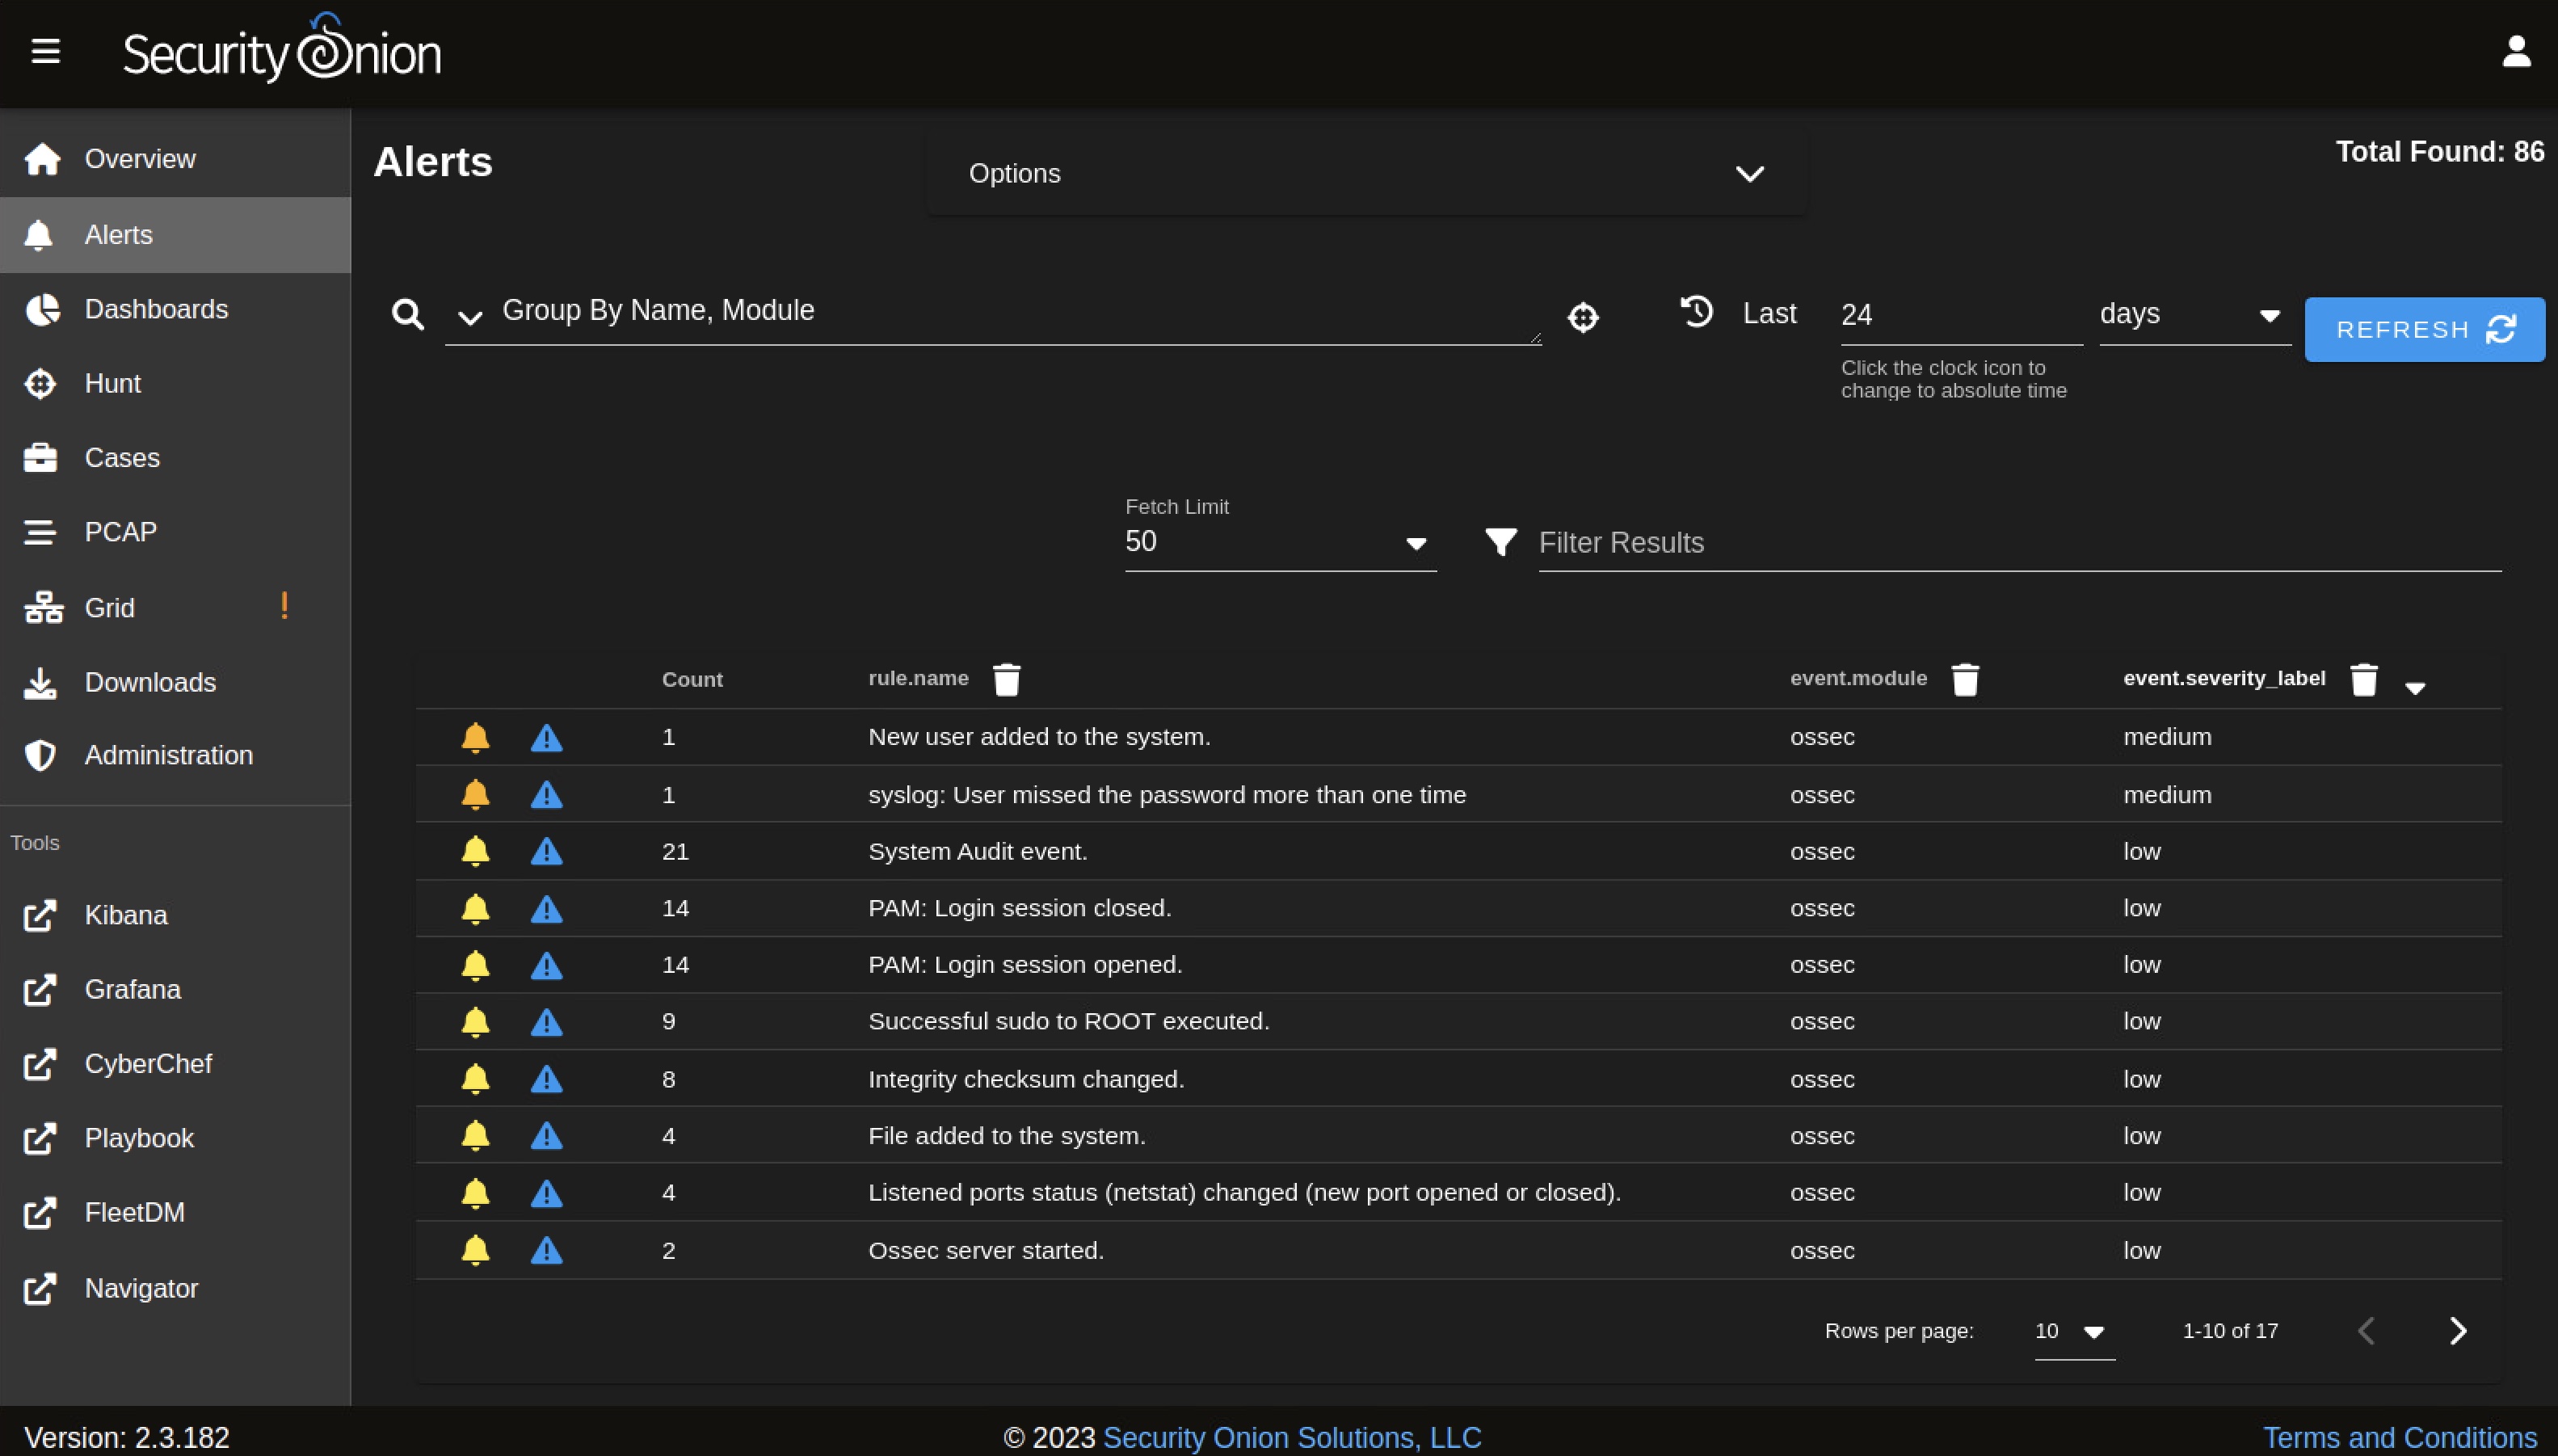 Security Onion
Overview
Alerts
Dashboards
Hunt
Cases
PCAP
Grid !
Downloads
Administration
Tools
Kibana
Grafana
CyberChef
Playbook
FleetDM
Navigator
Alerts
Options
Total Found: 86
Group By Name, Module
Last 24 days
REFRESH
Click the clock icon to
change to absolute time
Fetch Limit
50
Filter Results
Count rule.name event.module event.severity_label
1 New user added to the system. ossec medium
1 syslog: User missed the password more than one time ossec medium
21 System Audit event. ossec low
14 PAM: Login session closed. ossec low
14 PAM: Login session opened. ossec low
9 Successful sudo to ROOT executed. ossec low
8 Integrity checksum changed. ossec low
4 File added to the system. ossec low
4 Listened ports status (netstat) changed (new port opened or closed). ossec low
2 Ossec server started. ossec low
Rows per page: 10 1-10 of 17
Version: 2.3.182
© 2023 Security Onion Solutions, LLC
Terms and Conditions